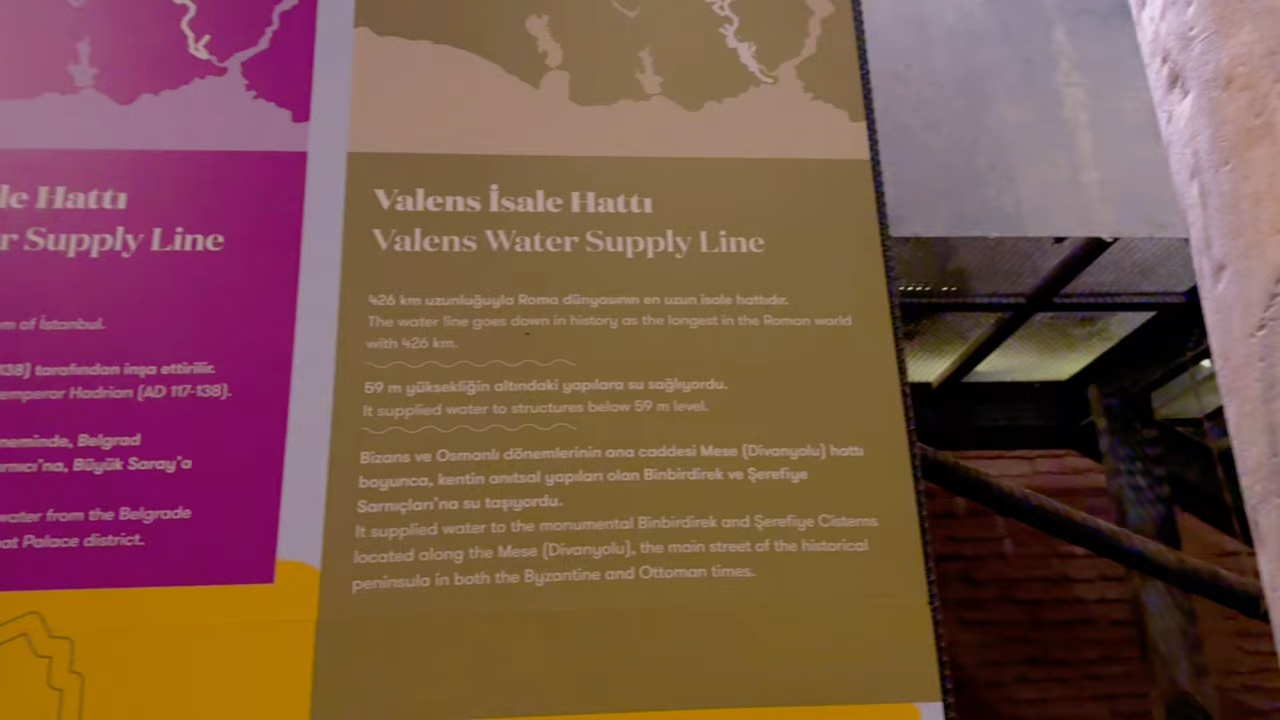 le Hattı
r Supply Line
m of İstanbul.
138) tarafından inşa ettirilir.
emperor Hadrian (AD 117-138).
neminde, Belgrad
rnıcı'na, Büyük Saray'a
water from the Belgrade
at Palace district.
Valens İsale Hattı
Valens Water Supply Line
426 km uzunluğuyla Roma dünyasının en uzun isale hattıdır.
The water line goes down in history as the longest in the Roman world
with 426 km.
59 m yüksekliğin altındaki yapılara su sağlıyordu.
It supplied water to structures below 59 m level.
Bizans ve Osmanlı dönemlerinin ana caddesi Mese (Divanyolu) hattı
boyunca, kentin anıtsal yapıları olan Binbirdirek ve Şerefiye
Sarnıçları'na su taşıyordu.
It supplied water to the monumental Binbirdirek and Şerefiye Cisterns
located along the Mese (Divanyolu), the main street of the historical
peninsula in both the Byzantine and Ottoman times.